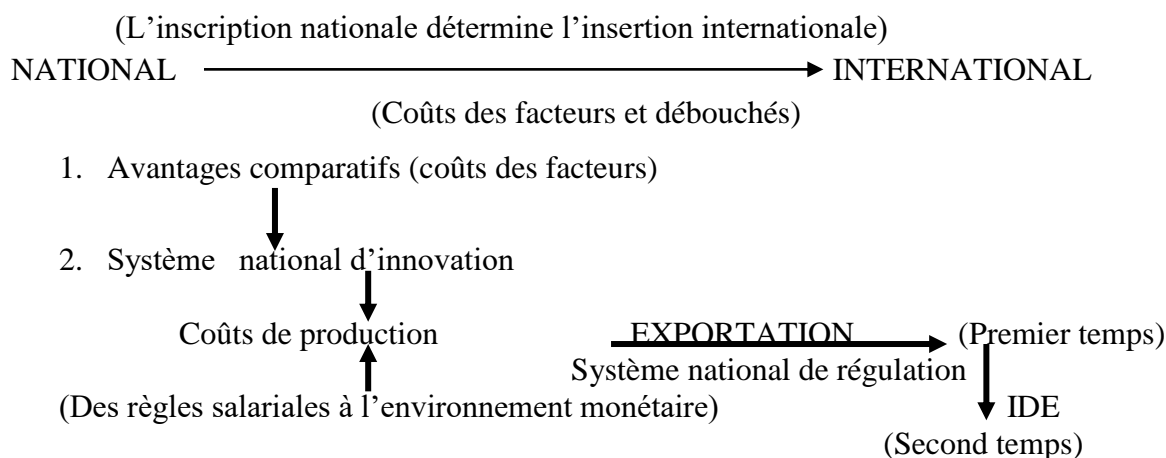 (L’inscription nationale détermine l’insertion internationale)
NATIONAL INTERNATIONAL
(Coûts des facteurs et débouchés)
1. Avantages comparatifs (coûts des facteurs)
2. Système national d’innovation
Coûts de production EXPORTATION (Premier temps)
Système national de régulation
(Des règles salariales à l’environnement monétaire) IDE
(Second temps)